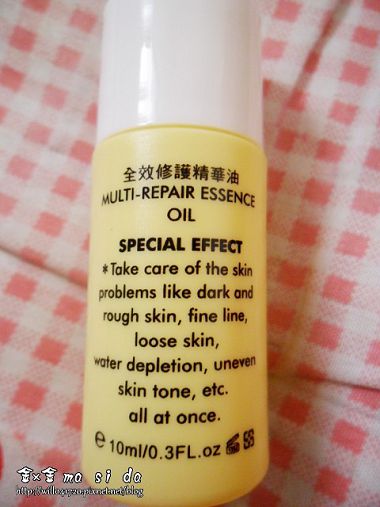 全效修護精華油
MULTI-REPAIR ESSENCE
OIL
SPECIAL EFFECT
*Take care of the skin
problems like dark and
rough skin, fine line,
loose skin,
water depletion, uneven
skin tone, etc.
all at once.
e 10ml/0.3FL.oz
ma si da